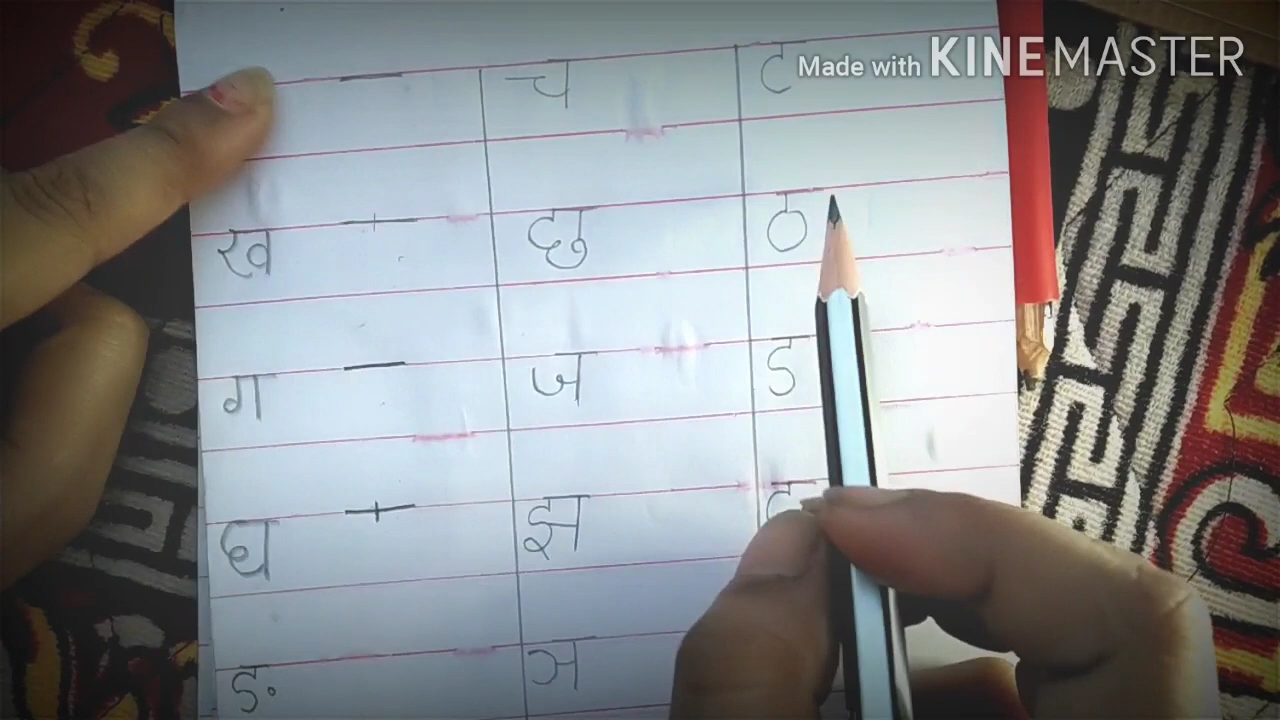 Made with KINEMASTER
च ट
ख छ ठ
ग ज ड
घ झ
ङ ञ